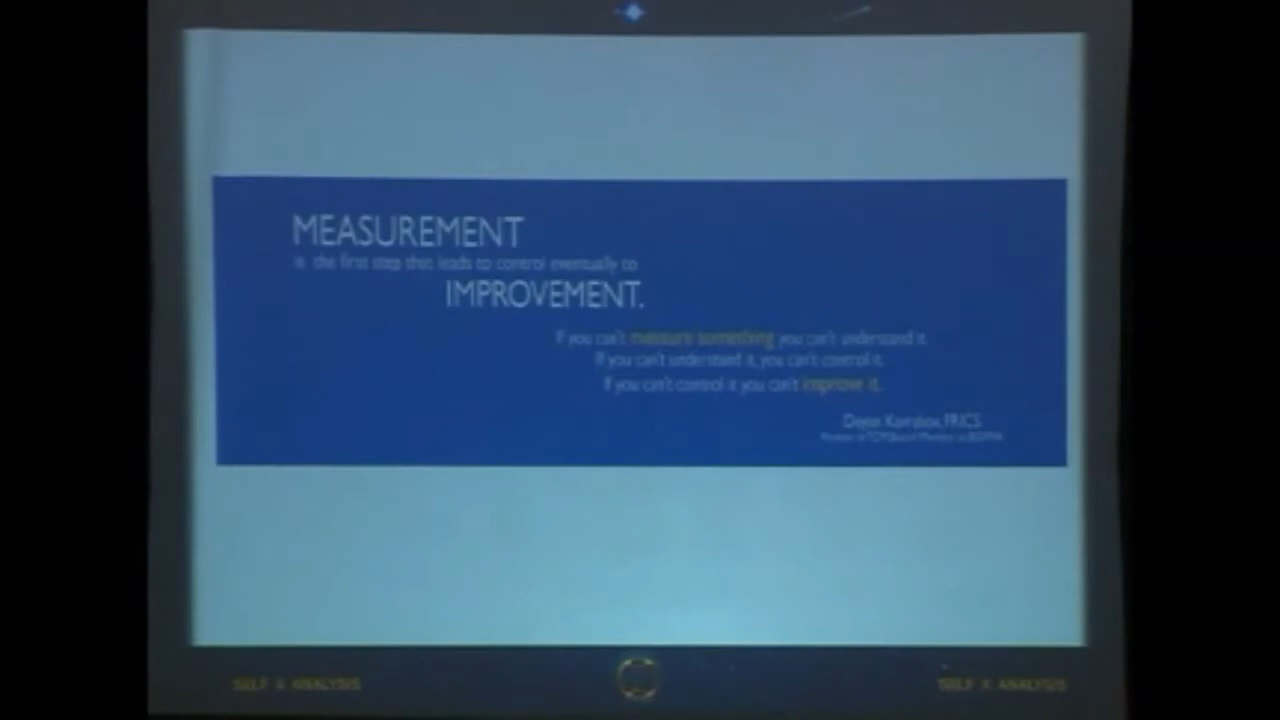 MEASUREMENT
is the first step that leads to control eventually to
IMPROVEMENT.
If you can't measure something you can't understand it.
If you can't understand it, you can't control it.
If you can't control it you can't improve it.
FRICS
SELF & ANALYSIS
SELF & ANALYSIS